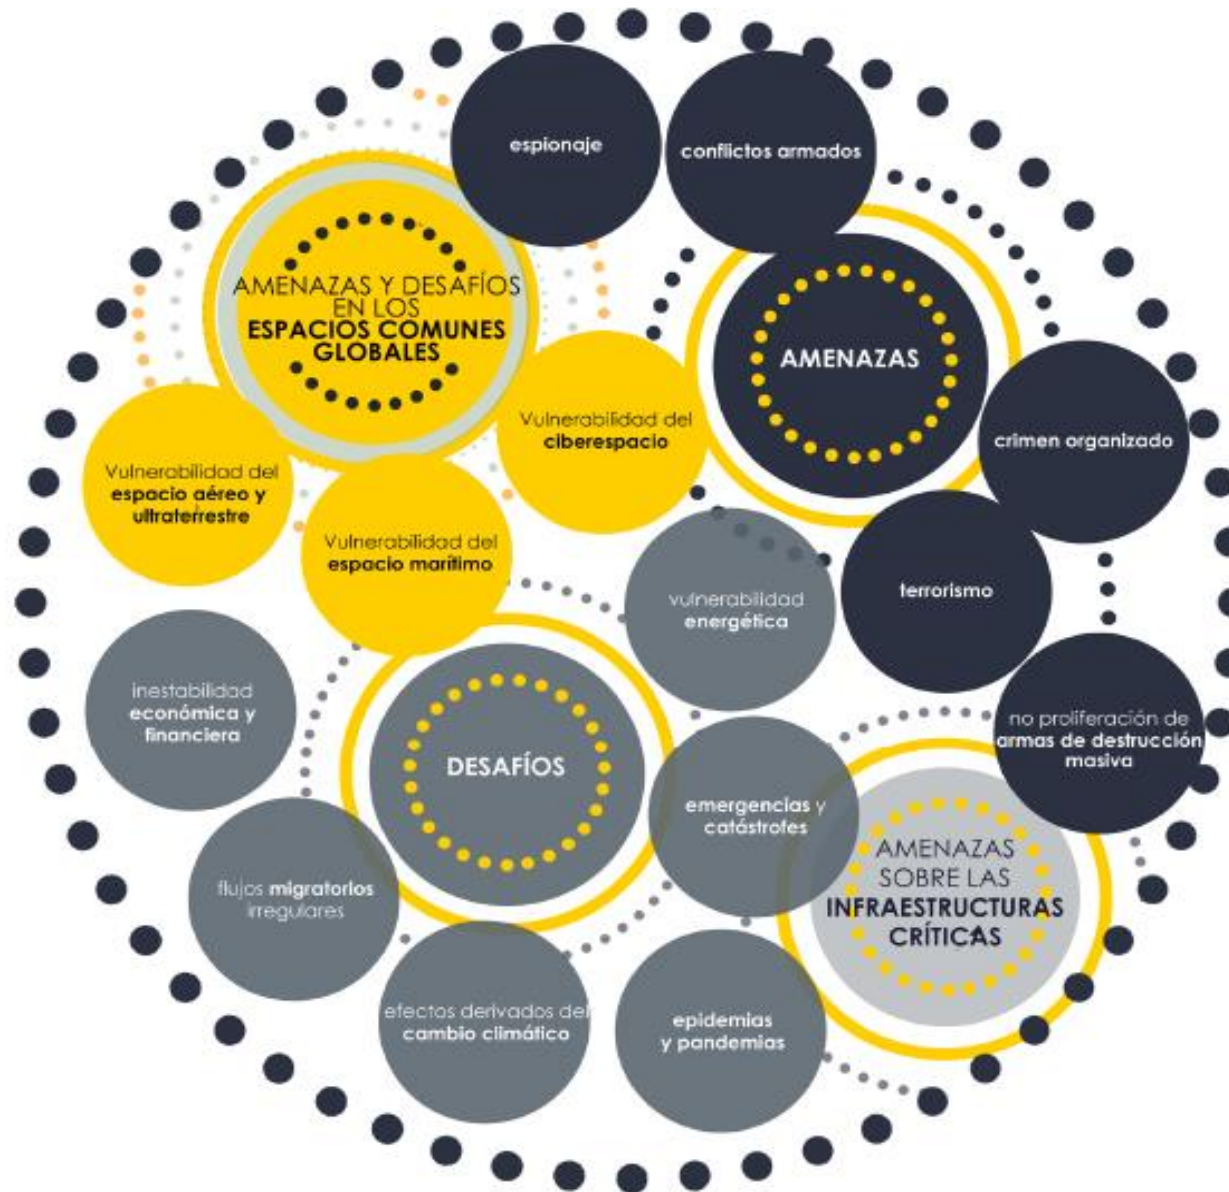 espionaje
conflictos armados
AMENAZAS Y DESAFÍOS
EN LOS
ESPACIOS COMUNES
GLOBALES
AMENAZAS
Vulnerabilidad del
ciberespacio
crimen organizado
Vulnerabilidad del
espacio aéreo y
ultraterrestre
Vulnerabilidad del
espacio marítimo
vulnerabilidad
energética
terrorismo
inestabilidad
económica y
financiera
no proliferación de
armas de destrucción
masiva
DESAFÍOS
emergencias y
catástrofes
AMENAZAS
SOBRE LAS
INFRAESTRUCTURAS
CRÍTICAS
flujos migratorios
irregulares
efectos derivados del
cambio climático
epidemias
y pandemias